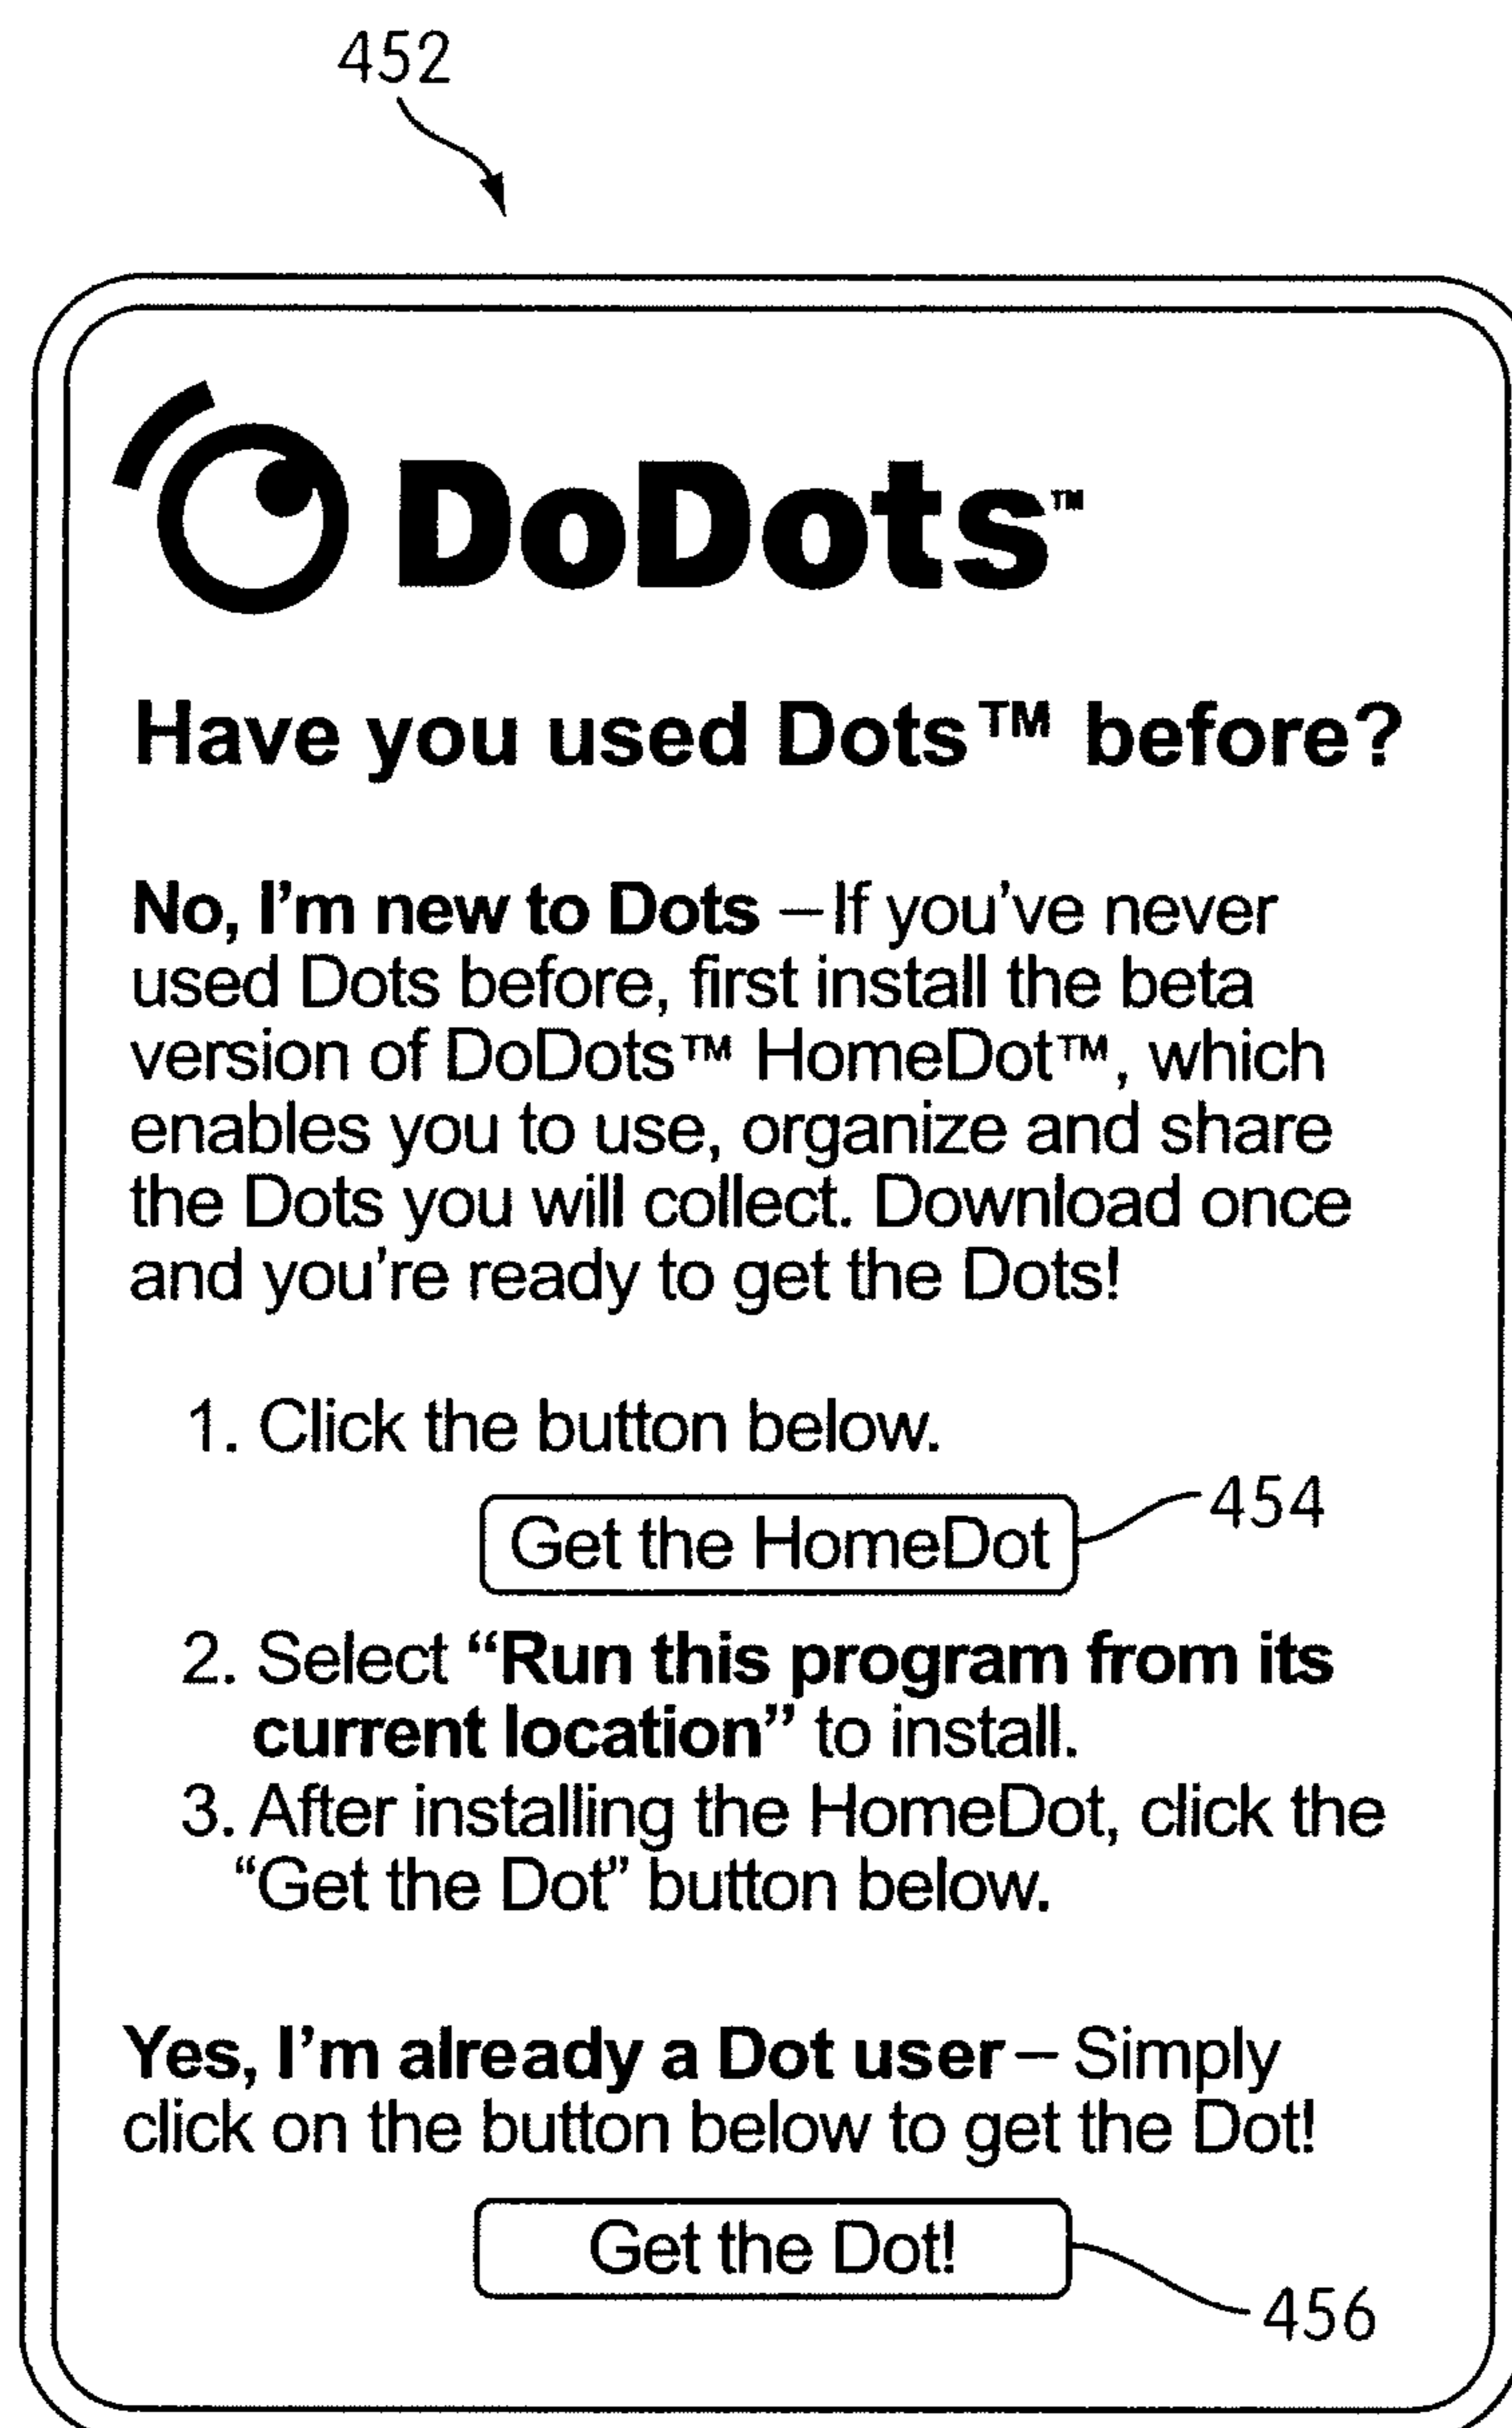 452
DoDots™
Have you used Dots™ before?
No, I'm new to Dots –If you've never
used Dots before, first install the beta
version of DoDots™ HomeDot™, which
enables you to use, organize and share
the Dots you will collect. Download once
and you're ready to get the Dots!
1. Click the button below.
Get the HomeDot 454
2. Select “Run this program from its
current location” to install.
3. After installing the HomeDot, click the
“Get the Dot” button below.
Yes, I'm already a Dot user– Simply
click on the button below to get the Dot!
Get the Dot!
456